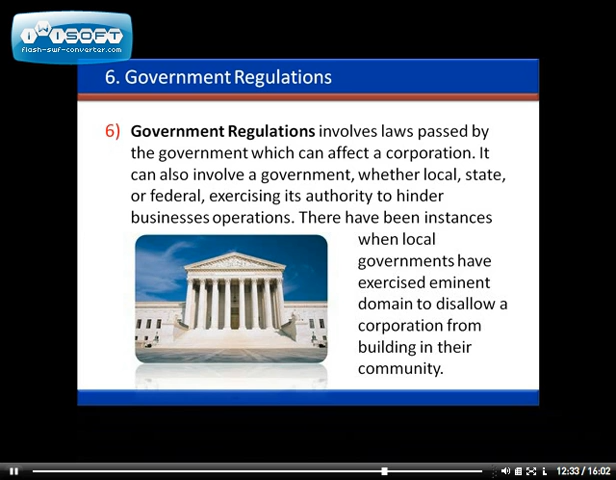 iWiSOFT
flash-swf-converter.com
6. Government Regulations
6) Government Regulations involves laws passed by
the government which can affect a corporation. It
can also involve a government, whether local, state,
or federal, exercising its authority to hinder
businesses operations. There have been instances
when local
governments have
exercised eminent
domain to disallow a
corporation from
building in their
community.
12:33 / 16:02